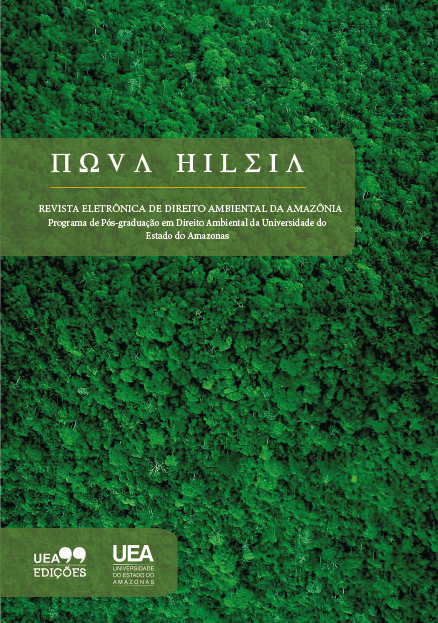 ΠΩVΛ HILΣIΛ
REVISTA ELETRÔNICA DE DIREITO AMBIENTAL DA AMAZÔNIA
Programa de Pós-graduação em Direito Ambiental da Universidade do
Estado do Amazonas
UEA
EDIÇÕES
UEA
UNIVERSIDADE
DO ESTADO DO
AMAZONAS